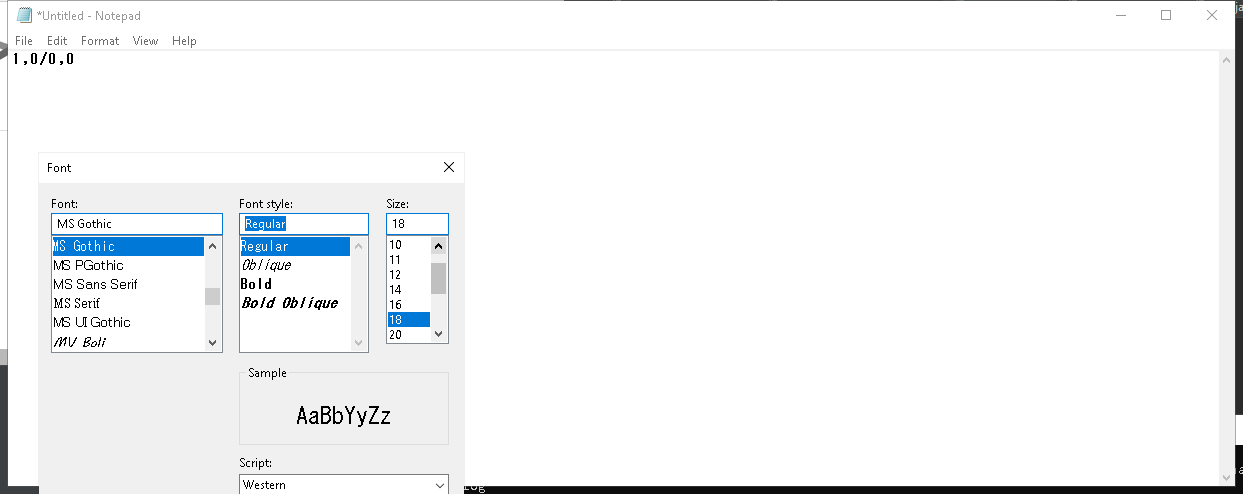 *Untitled - Notepad
File Edit Format View Help
1,0/0,0
Font
Font: Font style: Size:
MS Gothic Regular 18
MS Gothic Regular 10
MS PGothic Oblique 11
MS Sans Serif Bold 12
MS Serif Bold Oblique 14
MS UI Gothic 16
MV Boli 18
20
Sample
AaBbYyZz
Script:
Western